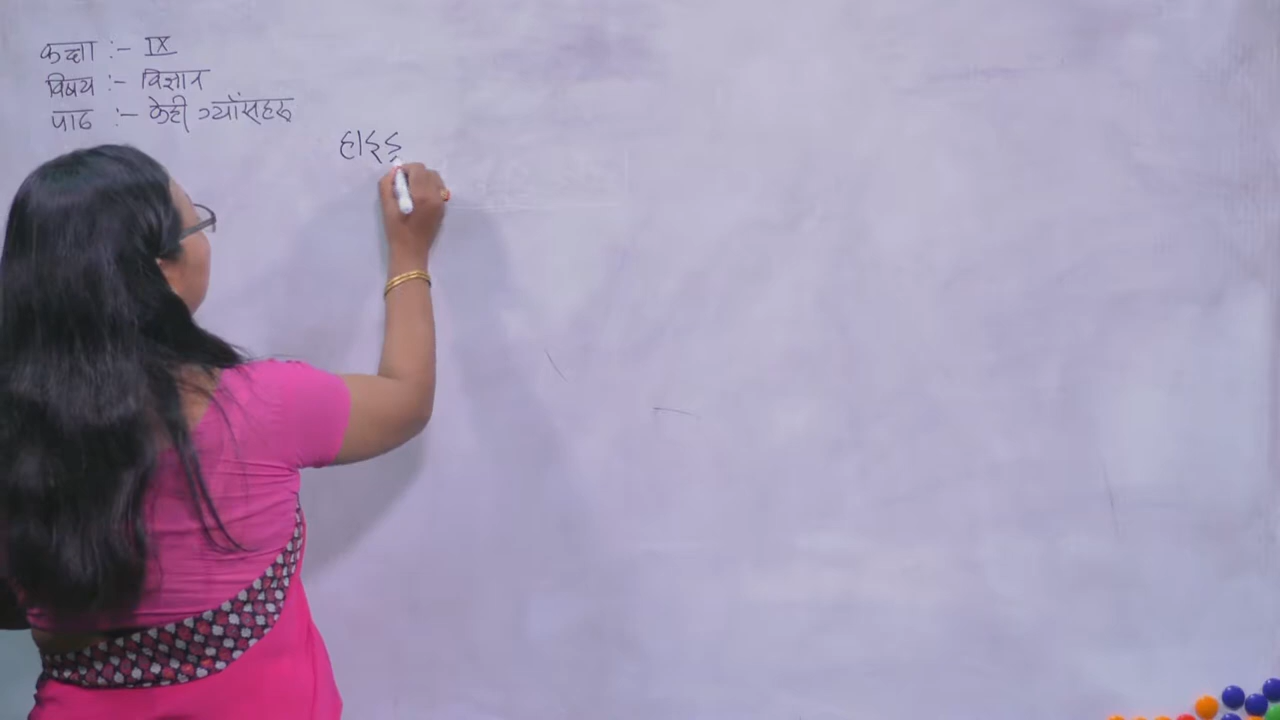 कक्षा :- IX
विषय :- विज्ञान
पाठ :- केही ग्याँसहरू
हाइड्र